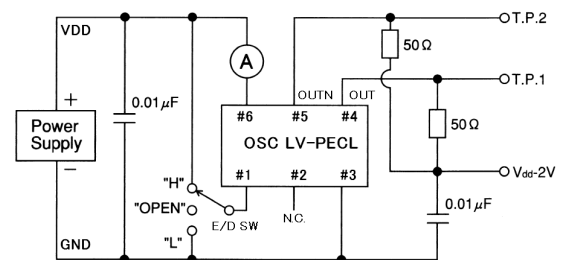 VDD
T.P.2
50Ω
A
OUTN
OUT
T.P.1
+
0.01μF
#6
#5
#4
50Ω
Power
Supply
OSC LV-PECL
−
"H"
#1
#2
#3
Vdd-2V
"OPEN"
0.01μF
E/D SW
N.C.
"L"
GND